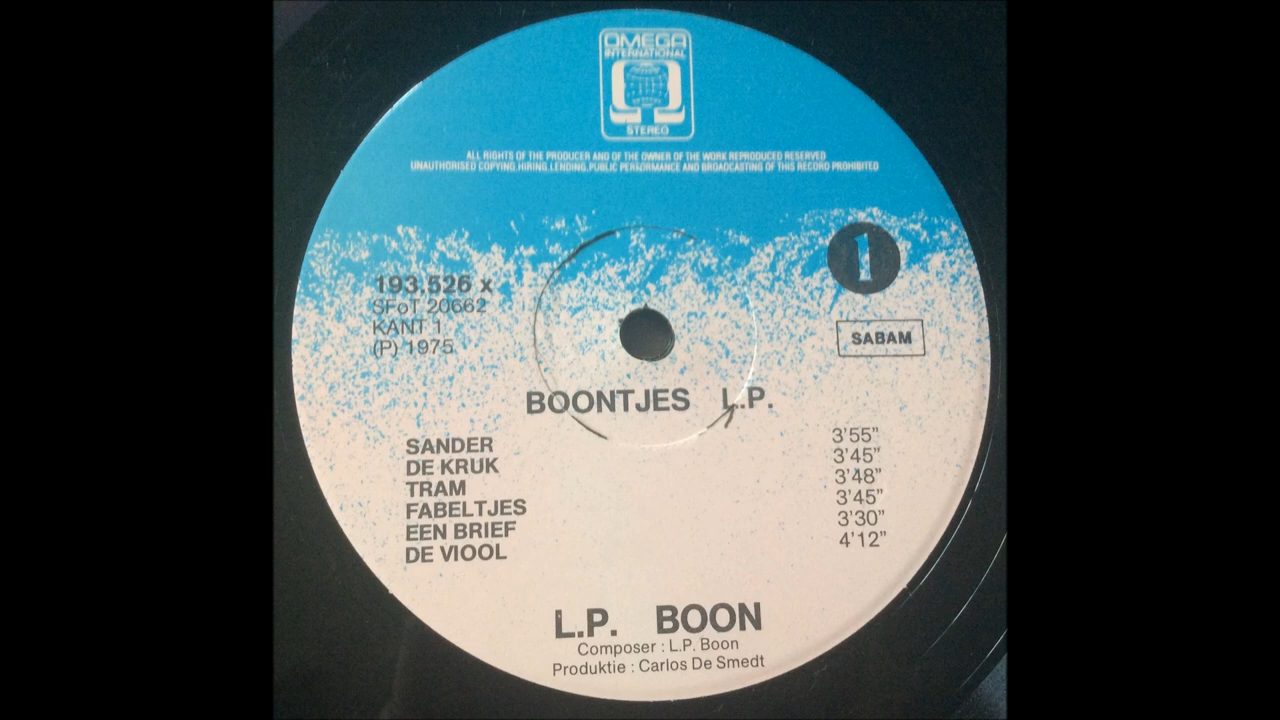 OMEGA
INTERNATIONAL
Ω
STEREO
ALL RIGHTS OF THE PRODUCER AND OF THE OWNER OF THE WORK REPRODUCED RESERVED
UNAUTHORISED COPYING, HIRING, LENDING, PUBLIC PERFORMANCE AND BROADCASTING OF THIS RECORD PROHIBITED
1
193.526 x
SFoT 20662
KANT 1
(P) 1975
SABAM
BOONTJES L.P.
SANDER 3'55"
DE KRUK 3'45"
TRAM 3'48"
FABELTJES 3'45"
EEN BRIEF 3'30"
DE VIOOL 4'12"
L.P. BOON
Composer : L.P. Boon
Produktie : Carlos De Smedt